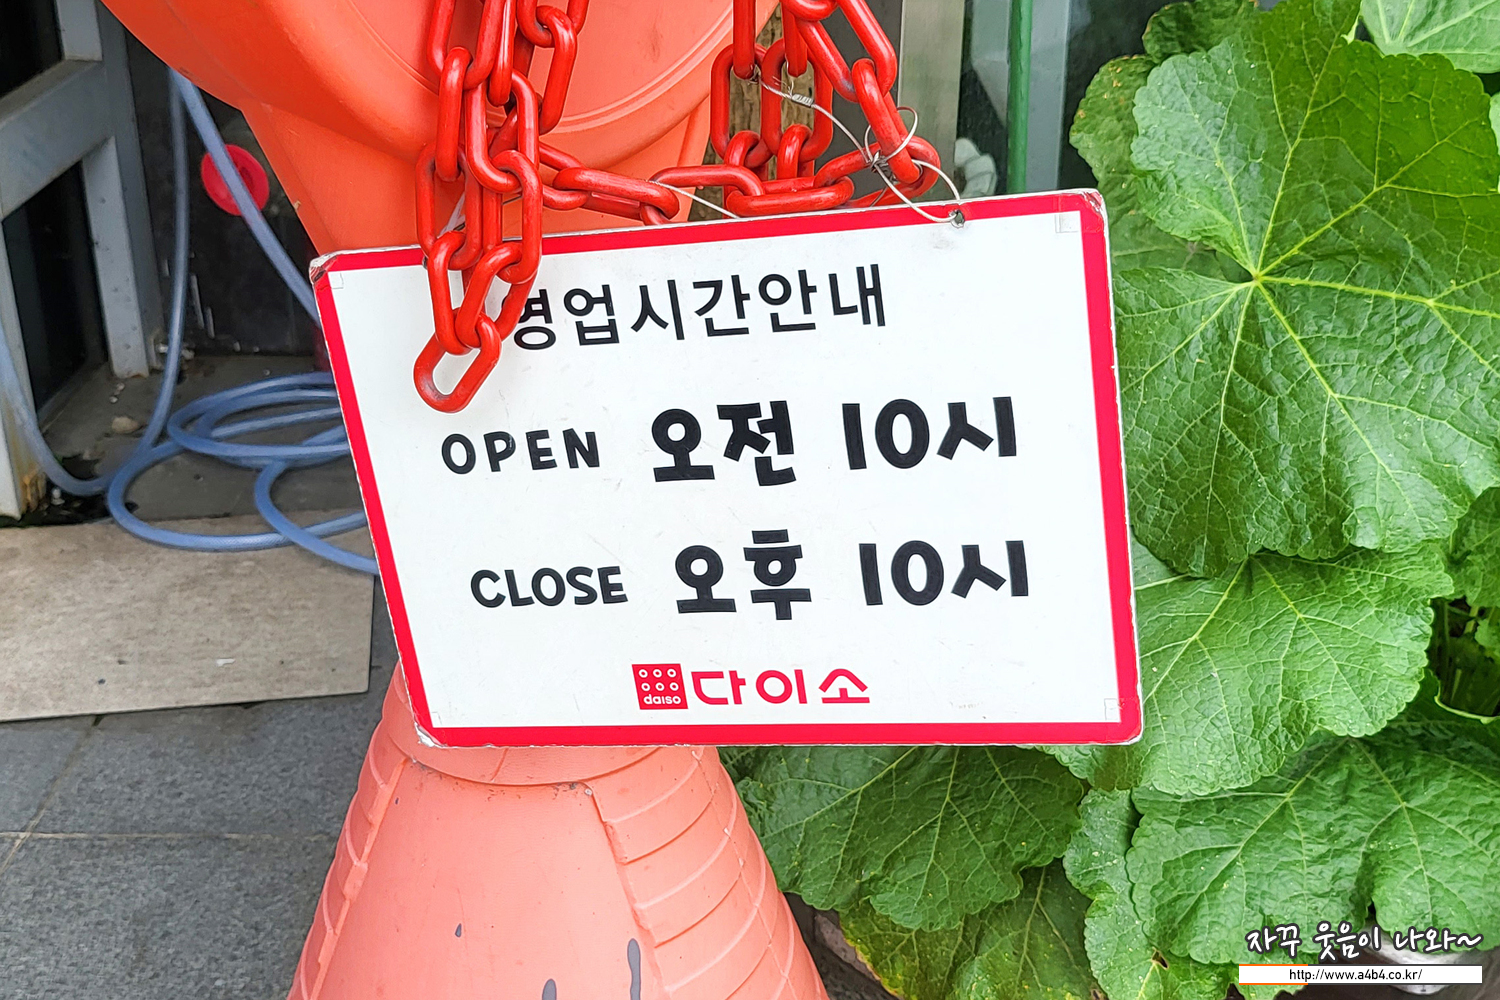 영업시간안내
OPEN 오전 10시
CLOSE 오후 10시
daiso 다이소
자꾸 웃음이 나와~
http://www.a4b4.co.kr/